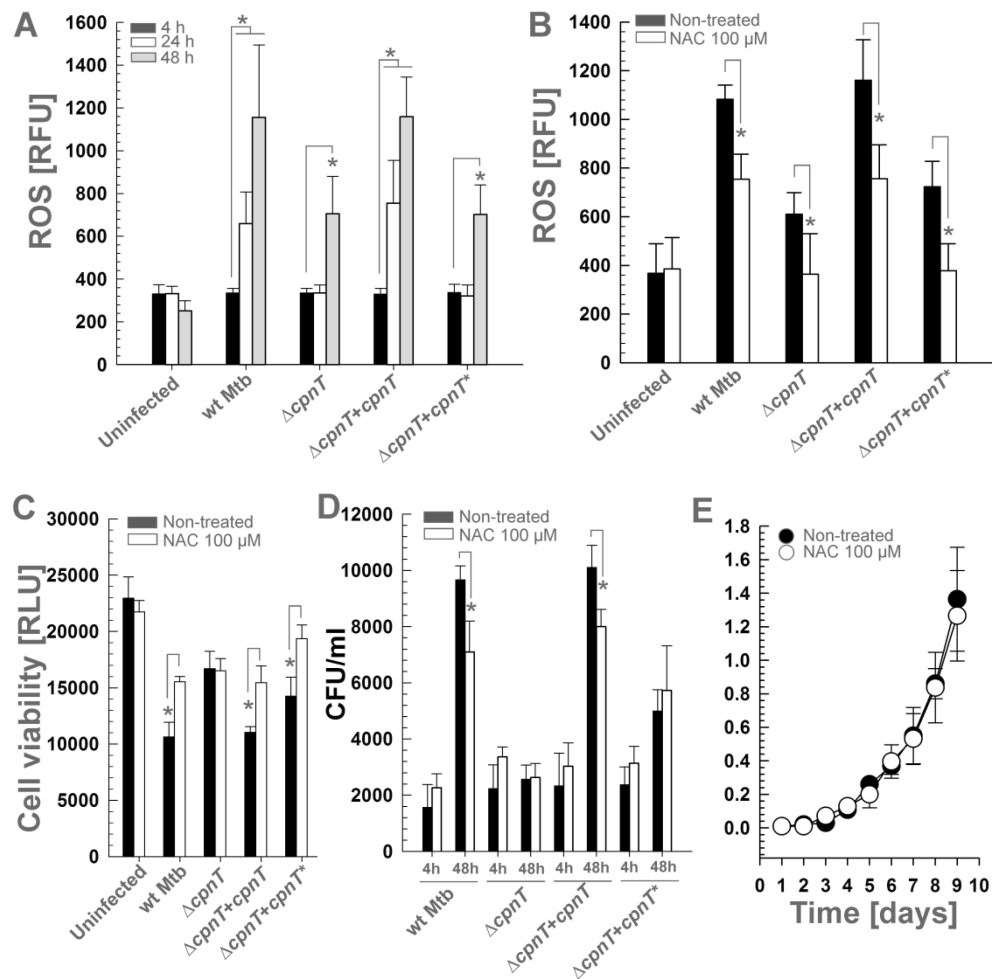 A
4 h
24 h
48 h
ROS [RFU]
1600
1400
1200
1000
800
600
400
200
0
*
*
*
*
Uninfected
wt Mtb
ΔcpnT
ΔcpnT+cpnT
ΔcpnT+cpnT*
B
Non-treated
NAC 100 μM
ROS [RFU]
1400
1200
1000
800
600
400
200
0
*
*
*
*
Uninfected
wt Mtb
ΔcpnT
ΔcpnT+cpnT
ΔcpnT+cpnT*
C
Non-treated
NAC 100 μM
Cell viability [RLU]
30000
25000
20000
15000
10000
5000
0
*
*
*
Uninfected
wt Mtb
ΔcpnT
ΔcpnT+cpnT
ΔcpnT+cpnT*
D
Non-treated
NAC 100 μM
CFU/ml
12000
10000
8000
6000
4000
2000
0
*
*
4h 48h 4h 48h 4h 48h 4h 48h
wt Mtb
ΔcpnT
ΔcpnT+cpnT
ΔcpnT+cpnT*
E
Non-treated
NAC 100 μM
1.8
1.6
1.4
1.2
1.0
0.8
0.6
0.4
0.2
0.0
0 1 2 3 4 5 6 7 8 9 10
Time [days]